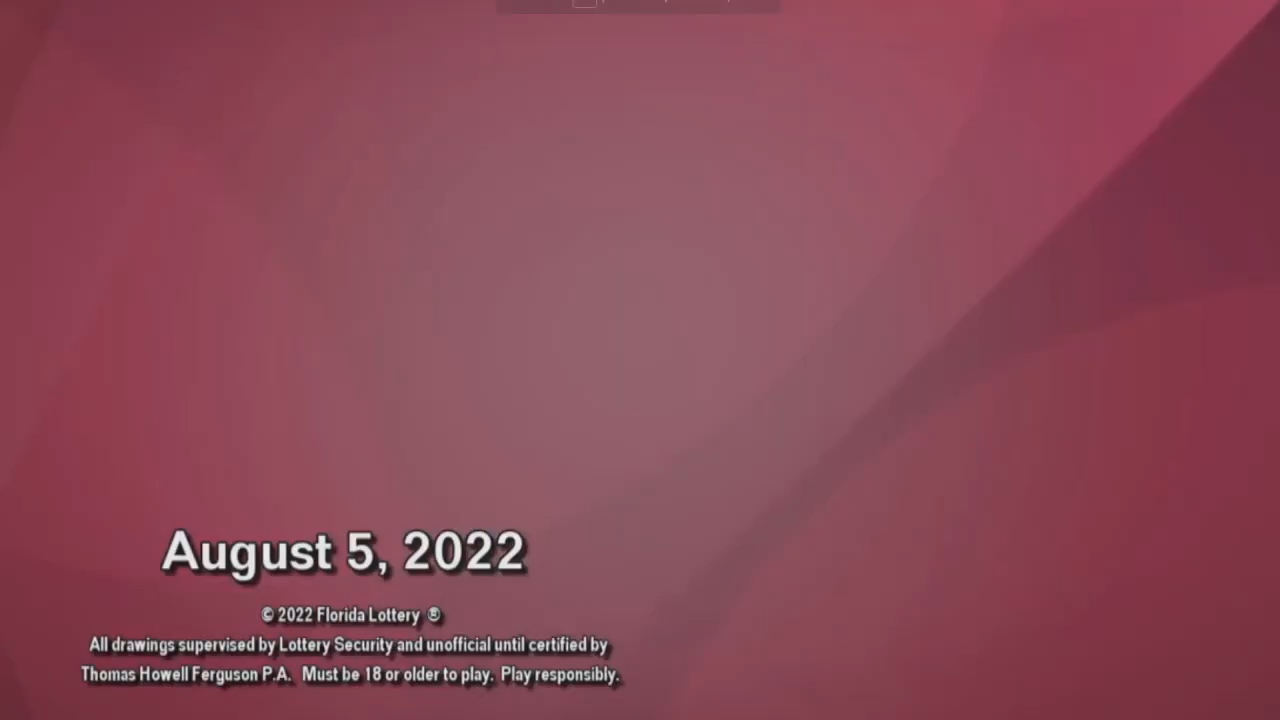 August 5, 2022
© 2022 Florida Lottery ®
All drawings supervised by Lottery Security and unofficial until certified by
Thomas Howell Ferguson P.A. Must be 18 or older to play. Play responsibly.